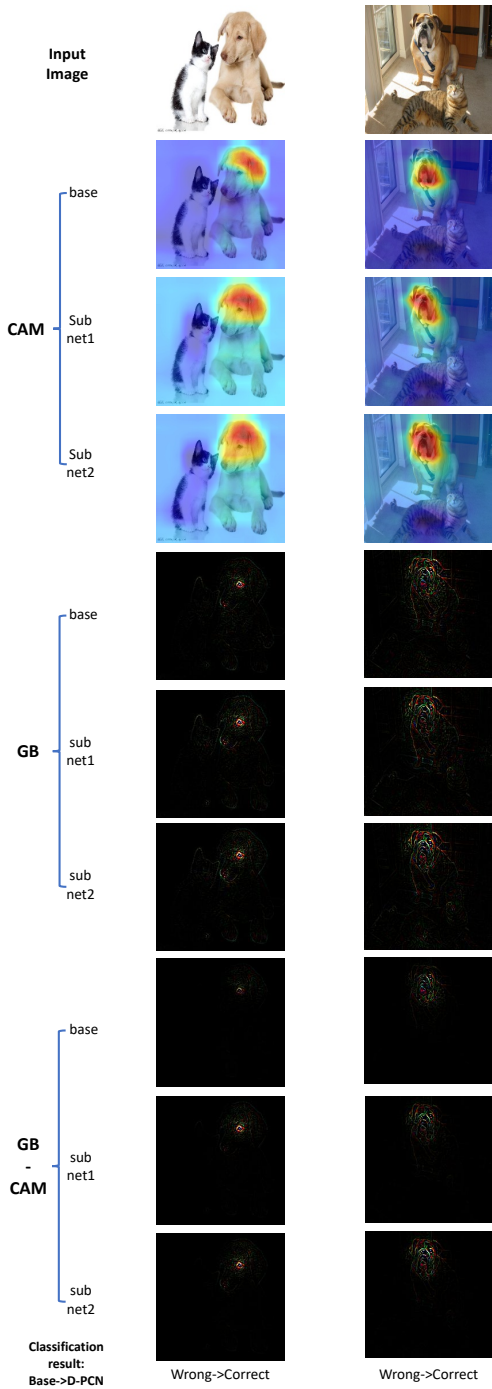 Input
Image
base
CAM
Sub
net1
Sub
net2
base
GB
sub
net1
sub
net2
base
GB
-
CAM
sub
net1
sub
net2
Classification
result:
Base->D-PCN
Wrong->Correct
Wrong->Correct